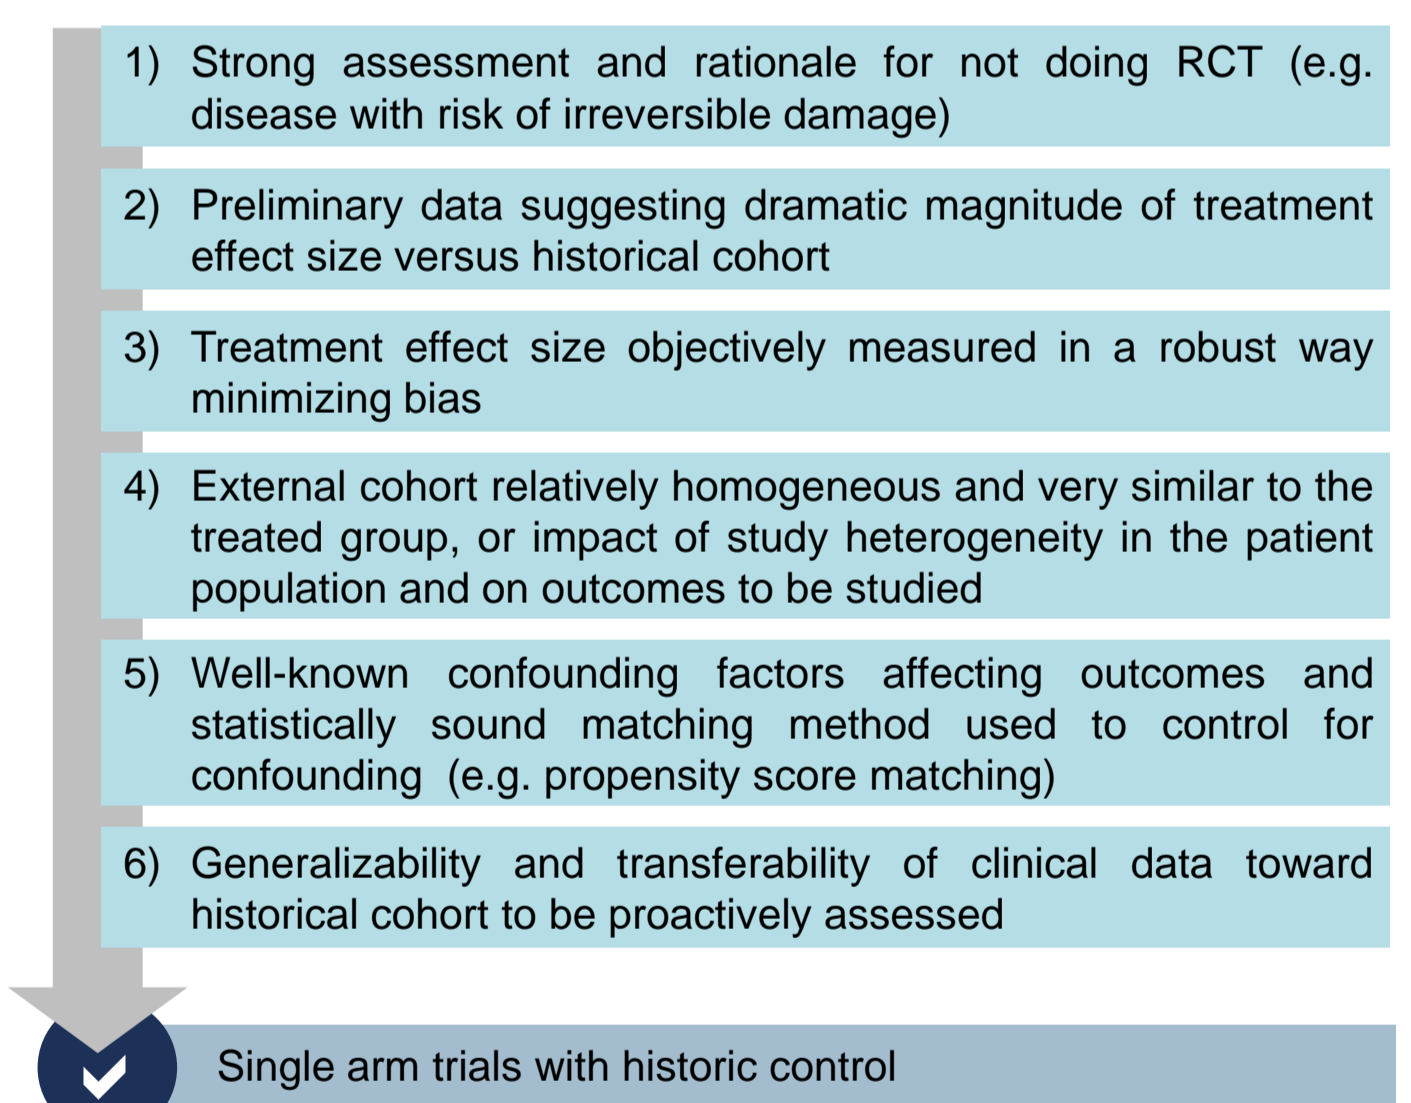 1) Strong assessment and rationale for not doing RCT (e.g.
disease with risk of irreversible damage)
2) Preliminary data suggesting dramatic magnitude of treatment
effect size versus historical cohort
3) Treatment effect size objectively measured in a robust way
minimizing bias
4) External cohort relatively homogeneous and very similar to the
treated group, or impact of study heterogeneity in the patient
population and on outcomes to be studied
5) Well-known confounding factors affecting outcomes and
statistically sound matching method used to control for
confounding (e.g. propensity score matching)
6) Generalizability and transferability of clinical data toward
historical cohort to be proactively assessed
Single arm trials with historic control